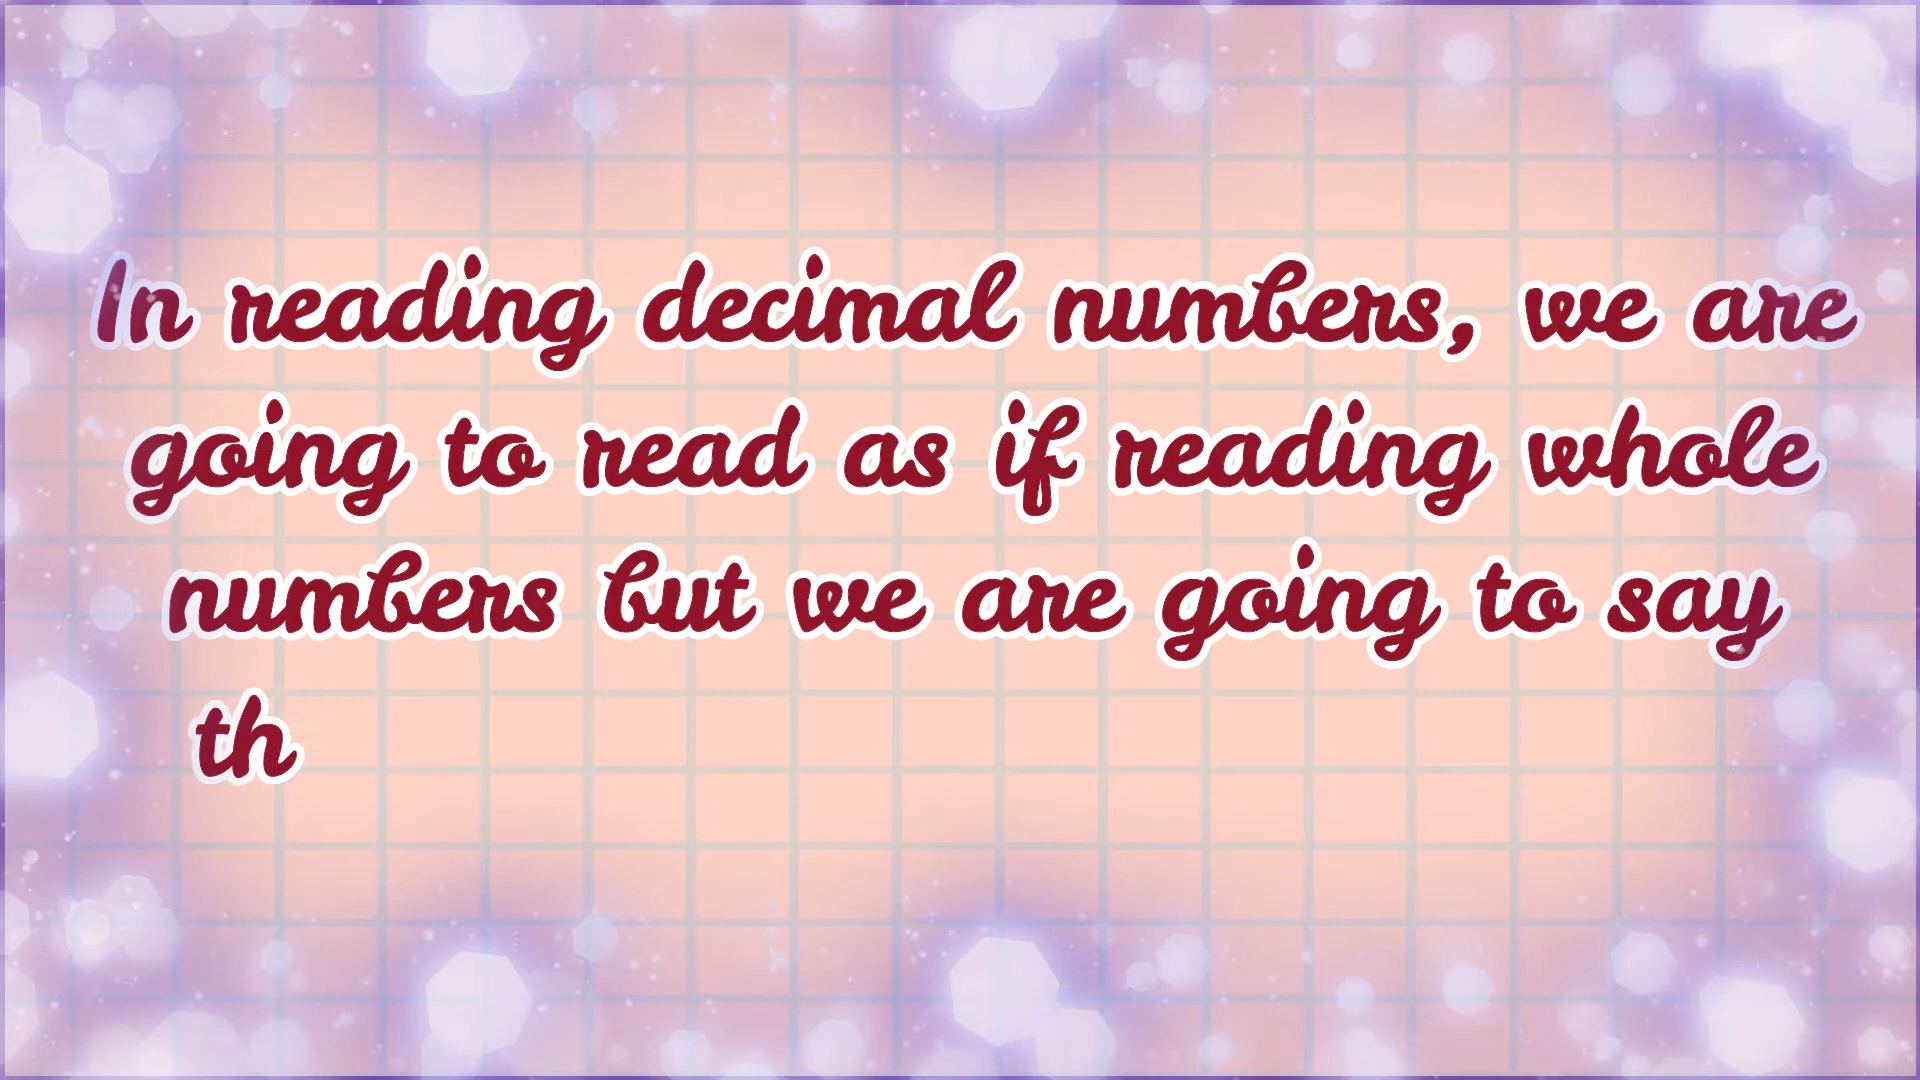 In reading decimal numbers, we are
going to read as if reading whole
numbers but we are going to say
th